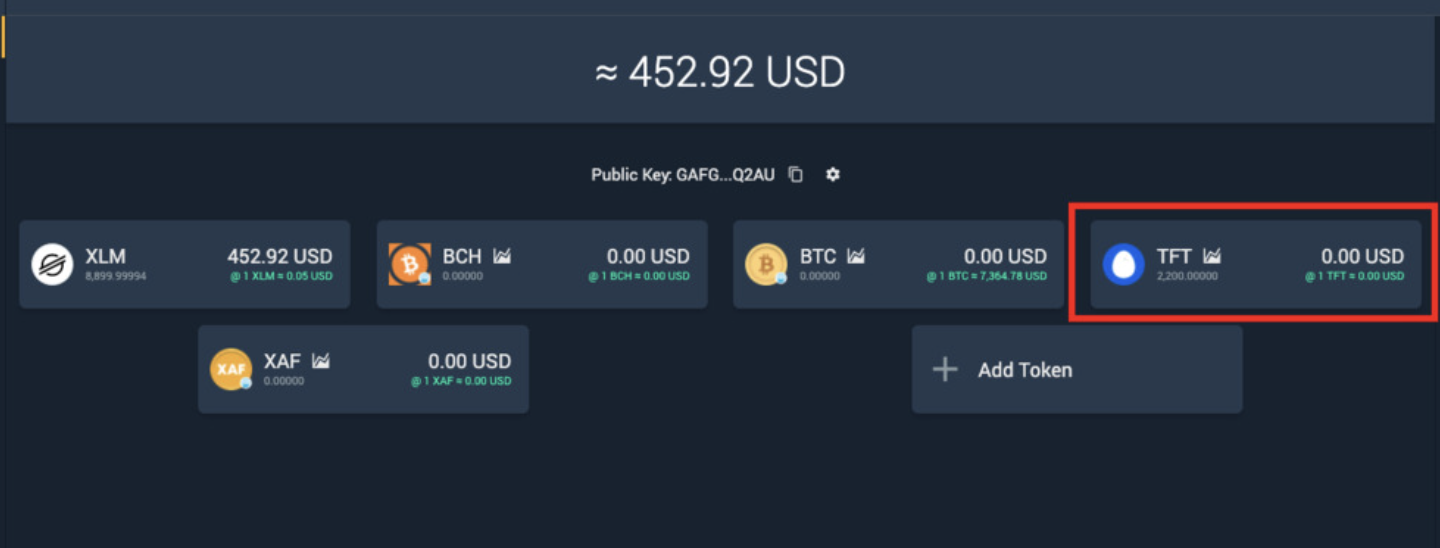 ≈ 452.92 USD
Public Key: GAFG...Q2AU
XLM 452.92 USD
8,899.99994 @ 1 XLM ≈ 0.05 USD
BCH 0.00 USD
0.00000 @ 1 BCH ≈ 0.00 USD
BTC 0.00 USD
0.00000 @ 1 BTC ≈ 7,364.78 USD
TFT 0.00 USD
2,200.00000 @ 1 TFT ≈ 0.00 USD
XAF XAF 0.00 USD
0.00000 @ 1 XAF ≈ 0.00 USD
Add Token